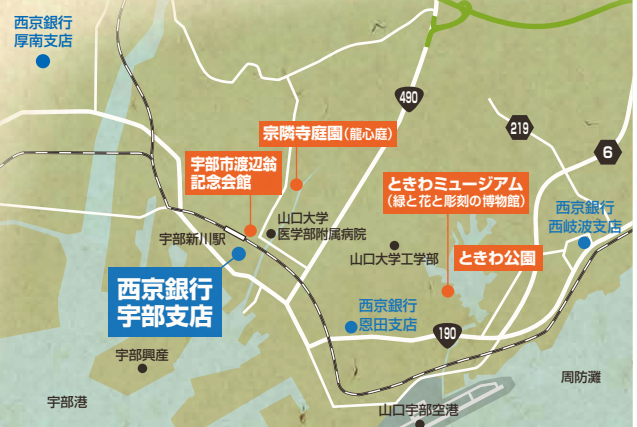 西京銀行
厚南支店
490
219
6
宗隣寺庭園(龍心庭)
宇部市渡辺翁
記念会館
ときわミュージアム
(緑と花と彫刻の博物館)
西京銀行
西岐波支店
山口大学
医学部附属病院
宇部新川駅
山口大学工学部
ときわ公園
西京銀行
宇部支店
西京銀行
恩田支店
190
宇部興産
周防灘
宇部港
山口宇部空港